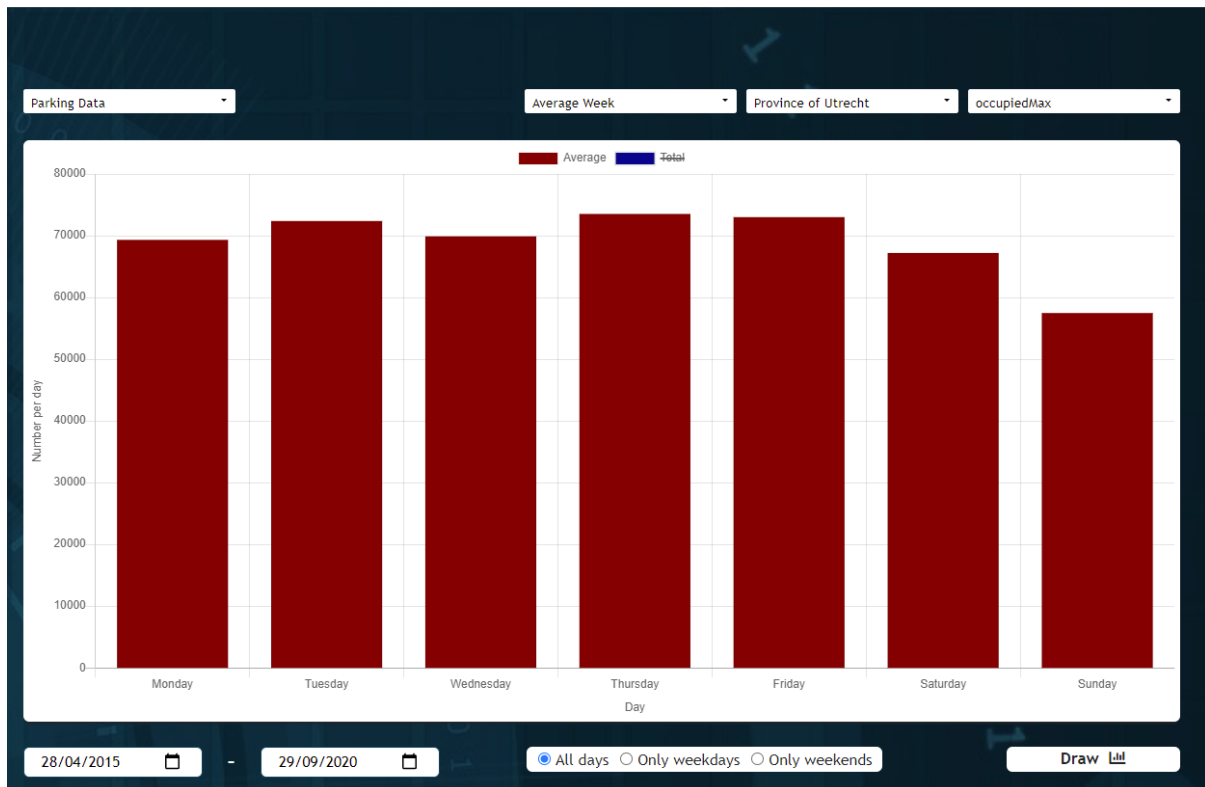 Parking Data Average Week Province of Utrecht occupiedMax
Average Total
80000
70000
60000
50000
40000
30000
20000
10000
0
Number per day
Monday Tuesday Wednesday Thursday Friday Saturday Sunday
Day
28/04/2015 - 29/09/2020 All days Only weekdays Only weekends Draw